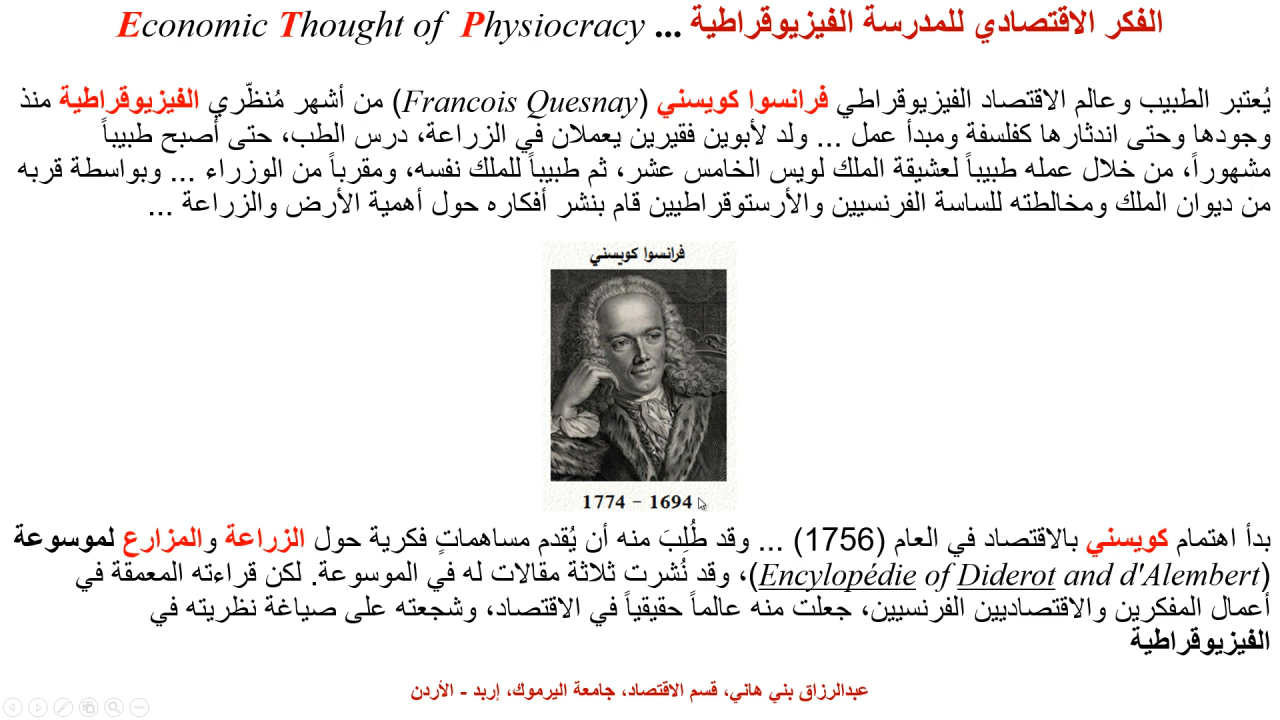 الفكر الاقتصادي للمدرسة الفيزيوقراطية ... Economic Thought of Physiocracy
يُعتبر الطبيب وعالم الاقتصاد الفيزيوقراطي فرانسوا كويسني (Francois Quesnay) من أشهر مُنظّري الفيزيوقراطية منذ
وجودها وحتى اندثارها كفلسفة ومبدأ عمل ... ولد لأبوين فقيرين يعملان في الزراعة، درس الطب، حتى أصبح طبيباً
مشهوراً، من خلال عمله طبيباً لعشيقة الملك لويس الخامس عشر، ثم طبيباً للملك نفسه، ومقرباً من الوزراء ... وبواسطة قربه
من ديوان الملك ومخالطته للساسة الفرنسيين والأرستوقراطيين قام بنشر أفكاره حول أهمية الأرض والزراعة ...
فرانسوا كويسني
1694 – 1774
بدأ اهتمام كويسني بالاقتصاد في العام (1756) ... وقد طُلِبَ منه أن يُقدم مساهماتٍ فكرية حول الزراعة والمزارع لموسوعة
(Encylopédie of Diderot and d'Alembert)، وقد نُشرت ثلاثة مقالات له في الموسوعة. لكن قراءته المعمقة في
أعمال المفكرين والاقتصاديين الفرنسيين، جعلت منه عالماً حقيقياً في الاقتصاد، وشجعته على صياغة نظريته في
الفيزيوقراطية
عبدالرزاق بني هاني، قسم الاقتصاد، جامعة اليرموك، إربد - الأردن